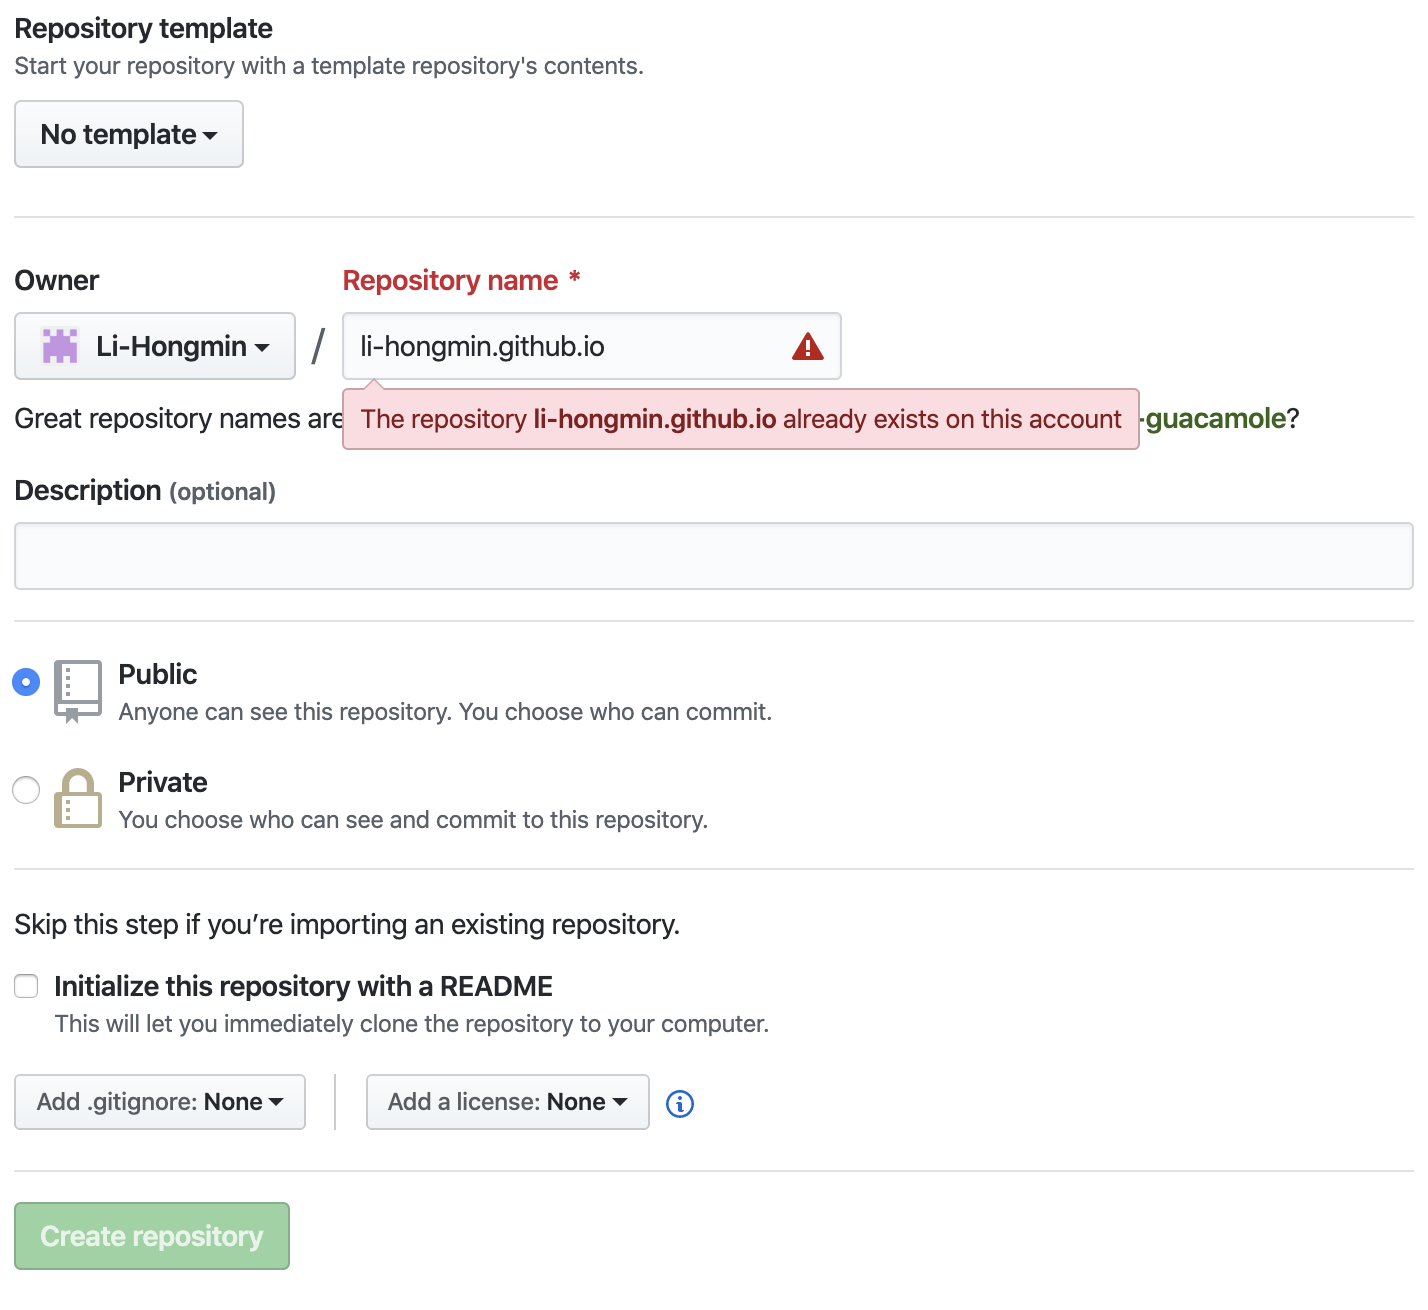 Repository template
Start your repository with a template repository's contents.
No template
Owner
Repository name *
Li-Hongmin / li-hongmin.github.io
Great repository names are
The repository li-hongmin.github.io already exists on this account
-guacamole?
Description (optional)
Public
Anyone can see this repository. You choose who can commit.
Private
You choose who can see and commit to this repository.
Skip this step if you’re importing an existing repository.
Initialize this repository with a README
This will let you immediately clone the repository to your computer.
Add .gitignore: None
Add a license: None
Create repository